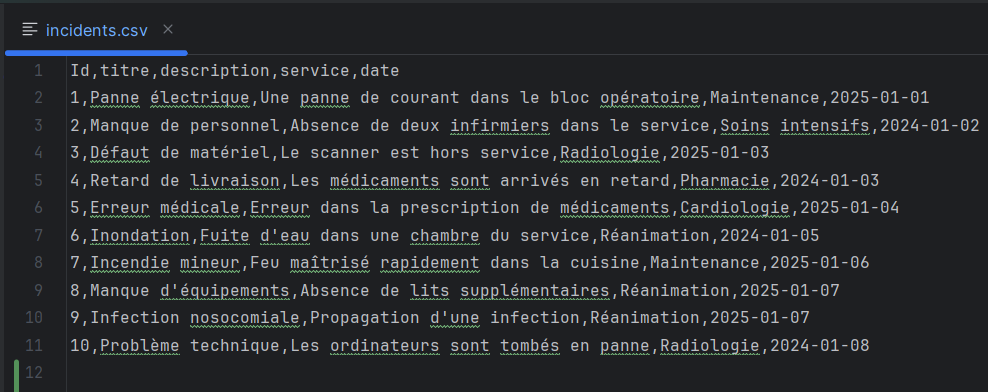 incidents.csv
1 Id,titre,description,service,date
2 1,Panne électrique,Une panne de courant dans le bloc opératoire,Maintenance,2025-01-01
3 2,Manque de personnel,Absence de deux infirmiers dans le service,Soins intensifs,2024-01-02
4 3,Défaut de matériel,Le scanner est hors service,Radiologie,2025-01-03
5 4,Retard de livraison,Les médicaments sont arrivés en retard,Pharmacie,2024-01-03
6 5,Erreur médicale,Erreur dans la prescription de médicaments,Cardiologie,2025-01-04
7 6,Inondation,Fuite d'eau dans une chambre du service,Réanimation,2024-01-05
8 7,Incendie mineur,Feu maîtrisé rapidement dans la cuisine,Maintenance,2025-01-06
9 8,Manque d'équipements,Absence de lits supplémentaires,Réanimation,2025-01-07
10 9,Infection nosocomiale,Propagation d'une infection,Réanimation,2025-01-07
11 10,Problème technique,Les ordinateurs sont tombés en panne,Radiologie,2024-01-08
12